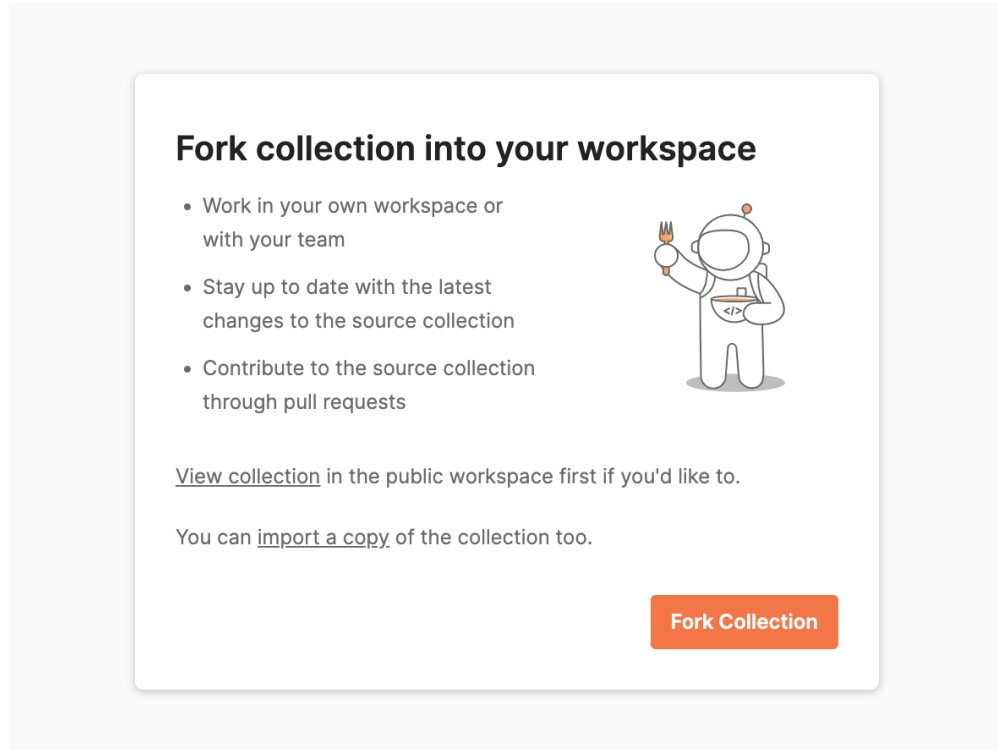 Fork collection into your workspace
• Work in your own workspace or
with your team
• Stay up to date with the latest
changes to the source collection
• Contribute to the source collection
through pull requests
</>
View collection in the public workspace first if you'd like to.
You can import a copy of the collection too.
Fork Collection